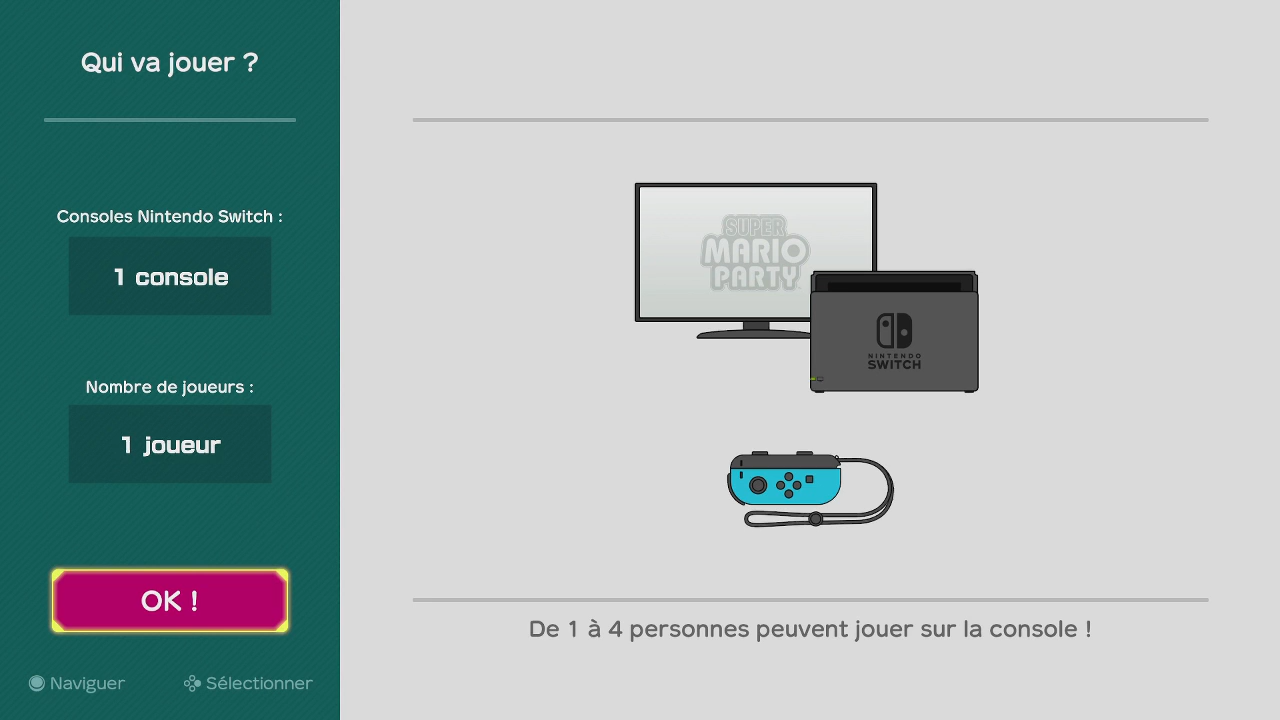 Qui va jouer ?
Consoles Nintendo Switch :
1 console
Nombre de joueurs :
1 joueur
OK !
Naviguer
Sélectionner
SUPER
MARIO
PARTY
NINTENDO
SWITCH
De 1 à 4 personnes peuvent jouer sur la console !